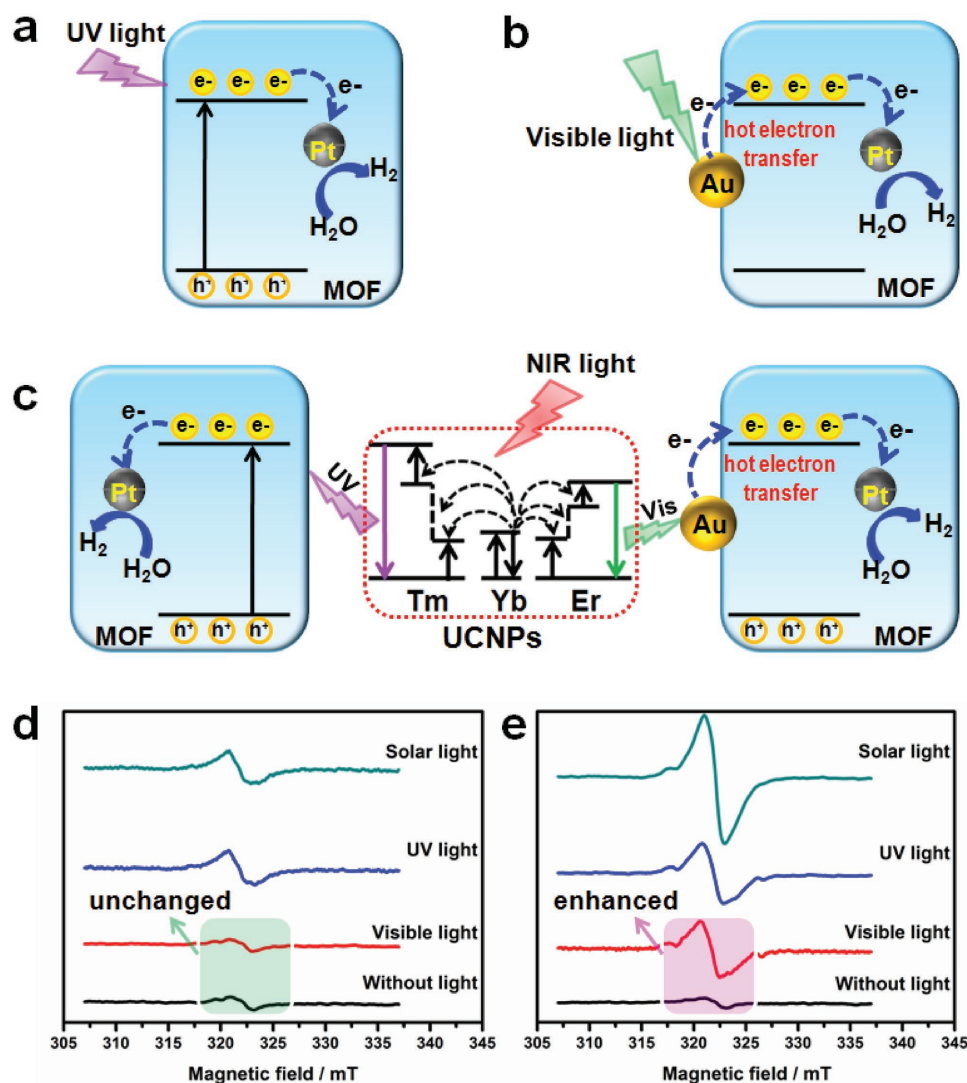 a
UV light
e- e- e-
e-
Pt
H₂
H₂O
h⁺ h⁺ h⁺
MOF
b
Visible light
e-
e- e- e-
e-
hot electron
transfer
Au
Pt
H₂O
H₂
MOF
c
e-
e- e- e-
Pt
H₂
H₂O
h⁺ h⁺ h⁺
MOF
NIR light
UV
Vis
Tm Yb Er
UCNPs
e-
e- e- e-
e-
hot electron
transfer
Au
Pt
H₂
H₂O
h⁺ h⁺ h⁺
MOF
d
Solar light
UV light
unchanged
Visible light
Without light
305 310 315 320 325 330 335 340 345
Magnetic field / mT
e
Solar light
UV light
enhanced
Visible light
Without light
305 310 315 320 325 330 335 340 345
Magnetic field / mT